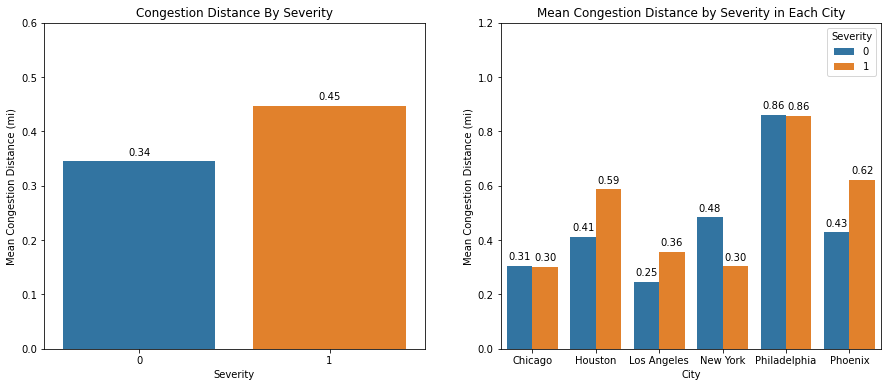 Congestion Distance By Severity
Mean Congestion Distance (mi)
0.6
0.5
0.4
0.3
0.2
0.1
0.0
0.34
0.45
0 1
Severity
Mean Congestion Distance by Severity in Each City
Mean Congestion Distance (mi)
1.2
1.0
0.8
0.6
0.4
0.2
0.0
Severity
0
1
0.31 0.30 0.41 0.59 0.25 0.36 0.48 0.30 0.86 0.86 0.43 0.62
Chicago Houston Los Angeles New York Philadelphia Phoenix
City